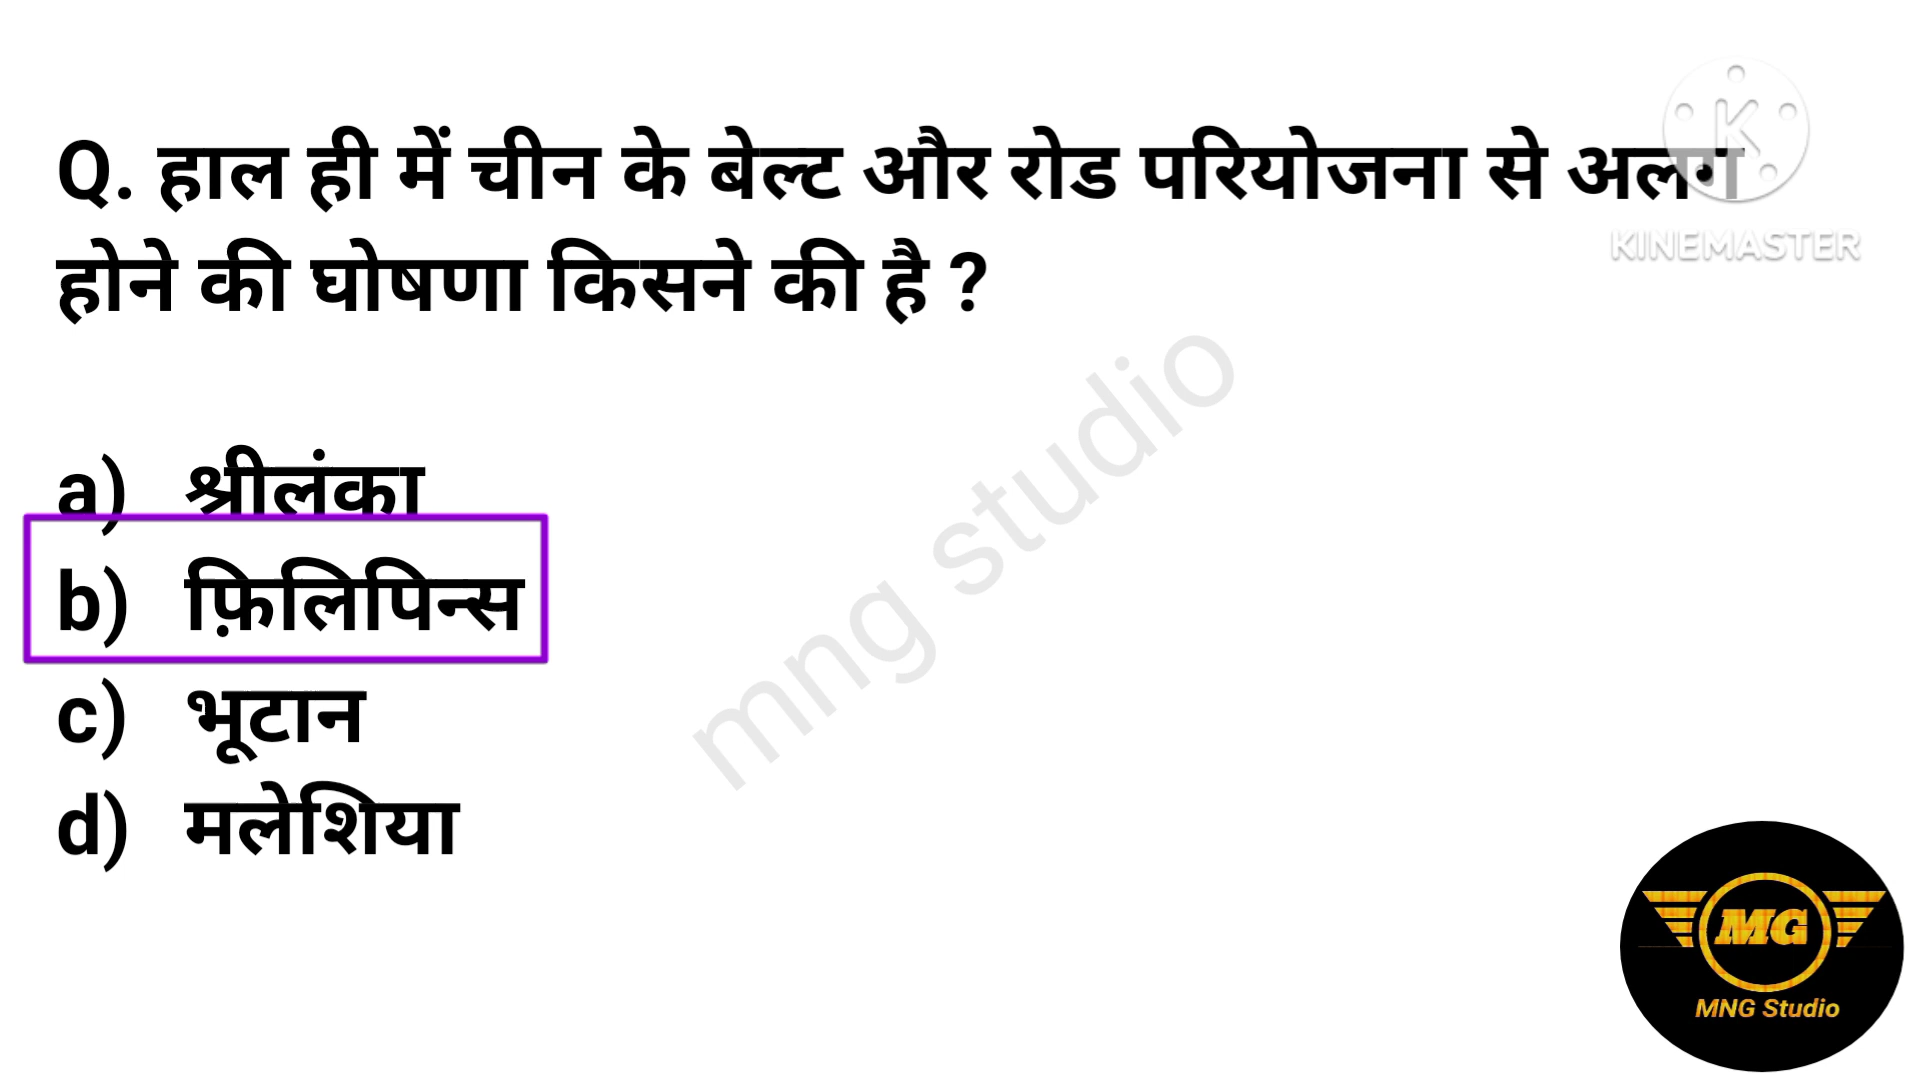 Q. हाल ही में चीन के बेल्ट और रोड परियोजना से अलग
होने की घोषणा किसने की है ?
KINEMASTER
a) श्रीलंका
b) फ़िलिपिन्स
c) भूटान
d) मलेशिया
mng studio
MG
MNG Studio